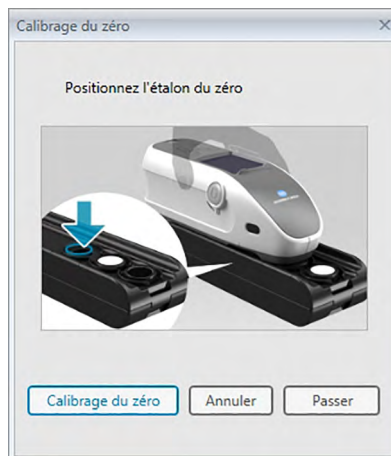 Calibrage du zéro
Positionnez l'étalon du zéro
Calibrage du zéro
Annuler
Passer